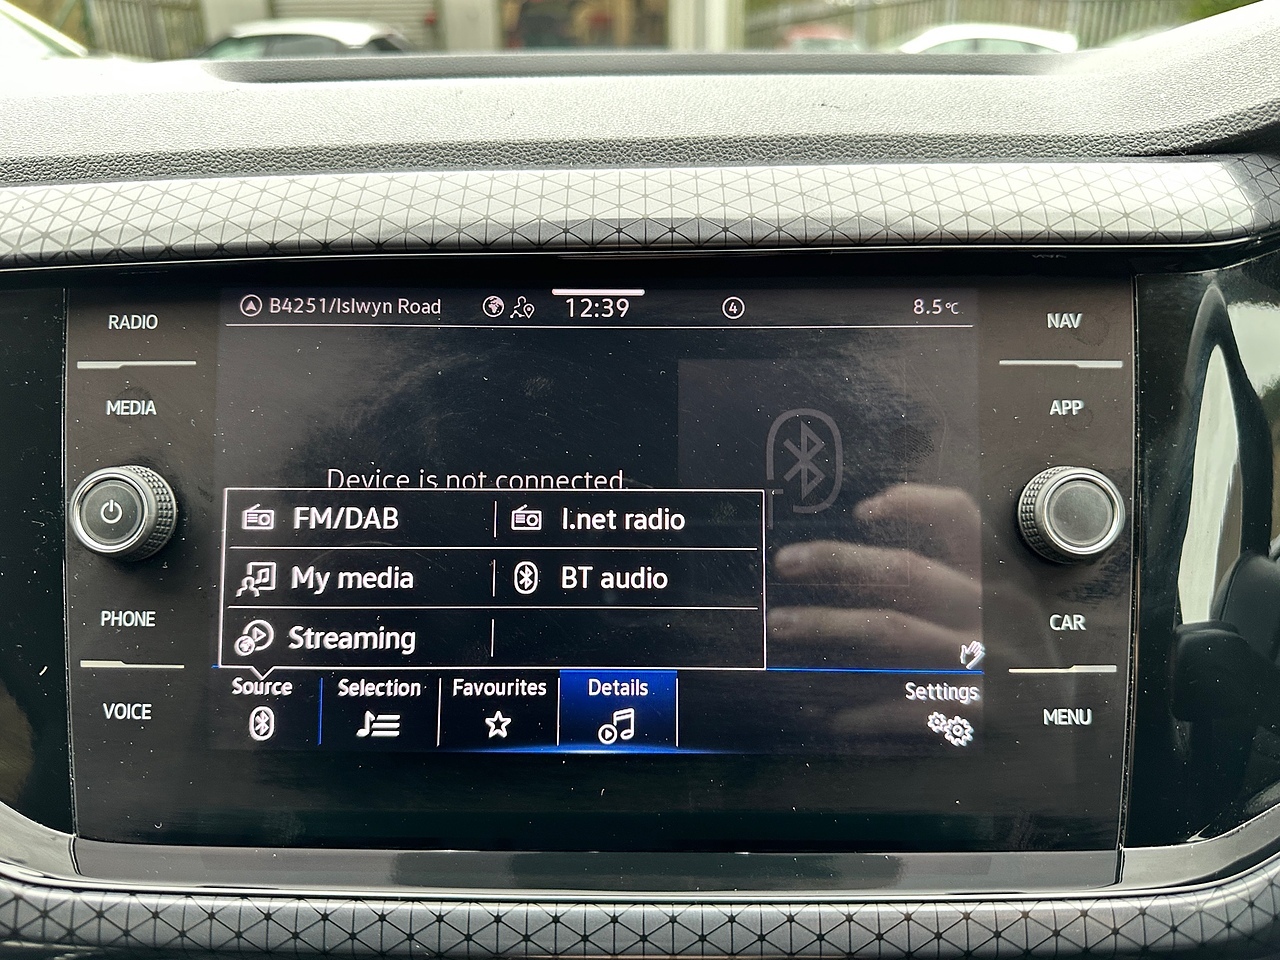 B4251/Islwyn Road
12:39
4
8.5°C
RADIO
MEDIA
PHONE
VOICE
Device is not connected.
FM/DAB
I.net radio
My media
BT audio
Streaming
Source
Selection
Favourites
Details
Settings
NAV
APP
CAR
MENU